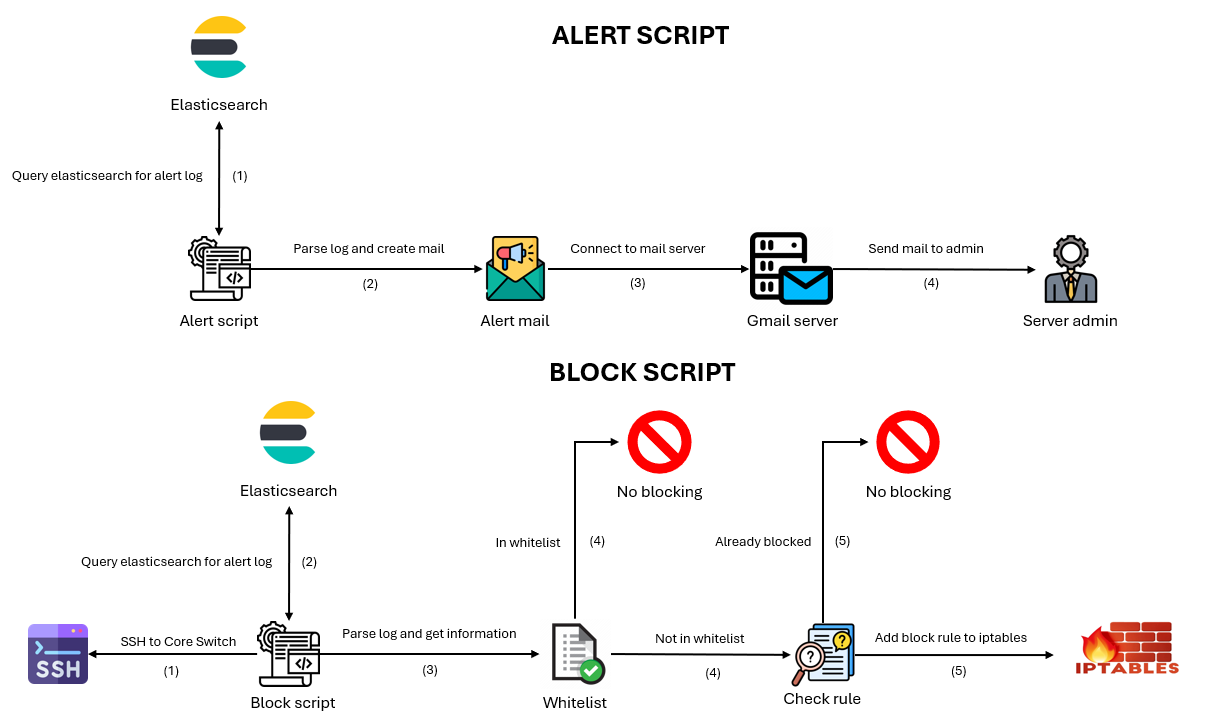 ALERT SCRIPT
Elasticsearch
Query elasticsearch for alert log
(1)
Parse log and create mail
(2)
Connect to mail server
(3)
Send mail to admin
(4)
</>
Alert script
Alert mail
Gmail server
Server admin
BLOCK SCRIPT
Elasticsearch
No blocking
No blocking
Query elasticsearch for alert log
(2)
In whitelist
(4)
Already blocked
(5)
SSH to Core Switch
(1)
Parse log and get information
(3)
Not in whitelist
(4)
Add block rule to iptables
(5)
SSH
</>
?
?
IPTABLES
Block script
Whitelist
Check rule